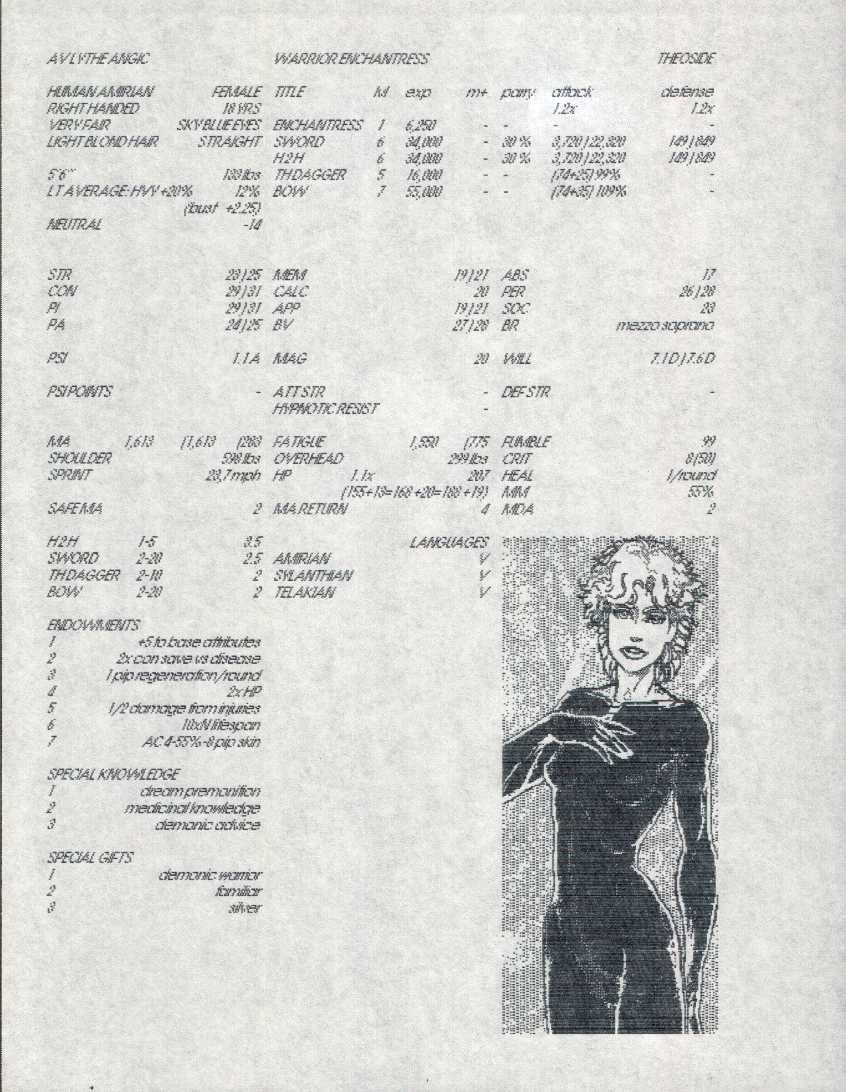 AVLYTHE ANGIC WARRIOR ENCHANTRESS THEOSIDE
HUMAN AMIRIAN FEMALE TITLE M exp m+ parry attack defense
RIGHT HANDED 18 YRS 1.2x 1.2x
VERY FAIR SKY BLUE EYES ENCHANTRESS 1 6,250 - - - -
LIGHT BLOND HAIR STRAIGHT SWORD 6 34,000 - 30 % 3,720 | 22,320 149 | 849
H2H 6 34,000 - 30 % 3,720 | 22,320 149 | 849
5'6" lbs TH DAGGER 5 16,000 - - (74+25) 99% -
LT AVERAGE: HVY +20% 12% BOW 7 55,000 - - (74+35) 109% -
(bust +2.25)
NEUTRAL -14
STR 23 | 25 MEM 19 | 21 ABS 17
CON 29 | 31 CALC 20 PER 26 | 28
PI 29 | 31 APP 19 | 21 SOC 23
PA 24 | 25 BV 27 | 28 BR mezzo soprano
PSI 1.1 A MAG 20 WILL 7.1 D | 7.6 D
PSI POINTS - ATT STR - DEF STR -
HYPNOTIC RESIST -
MA 1,613 (1,613 (283 FATIGUE 1,550 (775 FUMBLE 99
SHOULDER 598 lbs OVERHEAD 299 lbs CRIT 8 (50)
SPRINT 23,7 mph HP 1.1x 207 HEAL 1/round
(155+13=168 +20=188 +19) MM 55%
SAFE MA 2 MA RETURN 4 MDA 2
H2H 1-5 3.5 LANGUAGES
SWORD 2-20 2.5 AMIRIAN V
TH DAGGER 2-10 2 SYLANTHIAN V
BOW 2-20 2 TELAKIAN V
ENDOWMENTS
1 +5 to base attributes
2 2x con save vs disease
3 1 pip regeneration/round
4 2x HP
5 1/2 damage from injuries
6 10xN lifespan
7 AC 4-55%-8 pip skin
SPECIAL KNOWLEDGE
1 dream premonition
2 medicinal knowledge
3 demonic advice
SPECIAL GIFTS
1 demonic warrior
2 familiar
3 silver